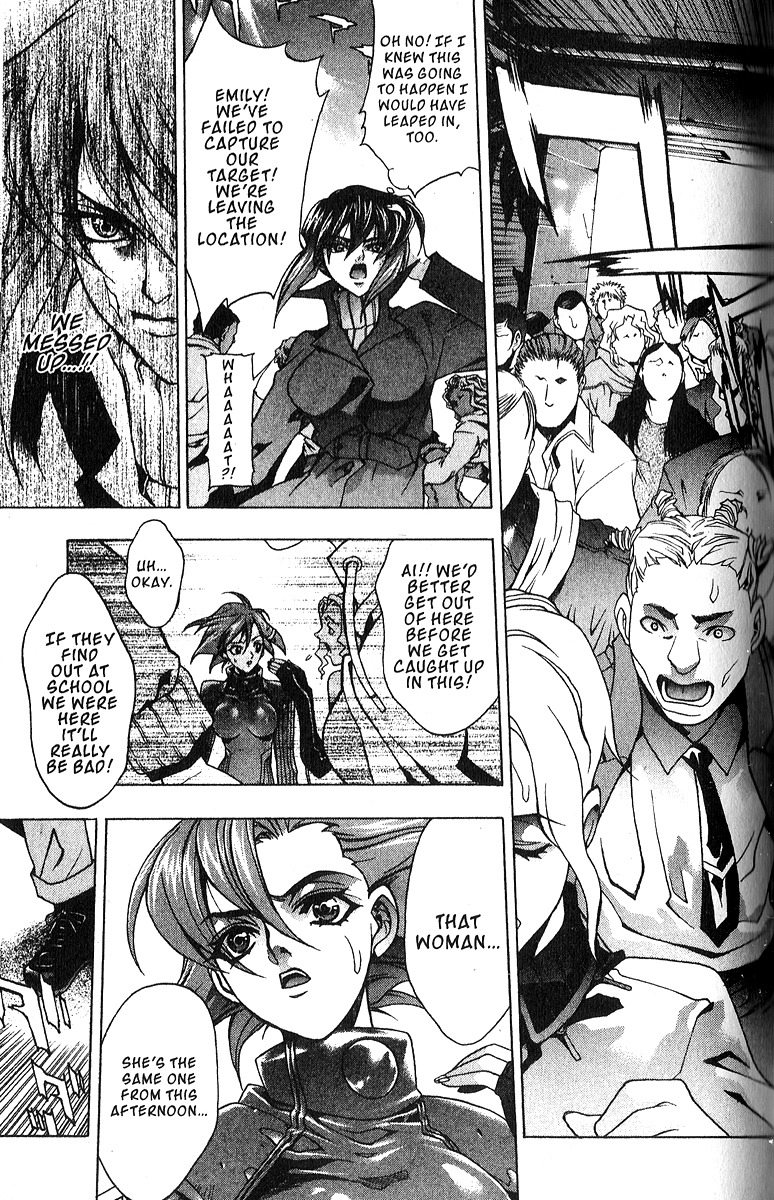 OH NO! IF I
KNEW THIS
WAS GOING
TO HAPPEN I
WOULD HAVE
LEAPED IN,
TOO.
EMILY!
WE'VE
FAILED TO
CAPTURE
OUR
TARGET!
WE'RE
LEAVING
THE
LOCATION!
WHAAAAAT?!
WE
MESSED
UP...!!
AI!! WE'D
BETTER
GET OUT
OF HERE
BEFORE
WE GET
CAUGHT UP
IN THIS!
UH...
OKAY.
IF THEY
FIND
OUT AT
SCHOOL
WE WERE
HERE
IT'LL
REALLY
BE BAD!
THAT
WOMAN...
SHE'S THE
SAME ONE
FROM THIS
AFTERNOON...